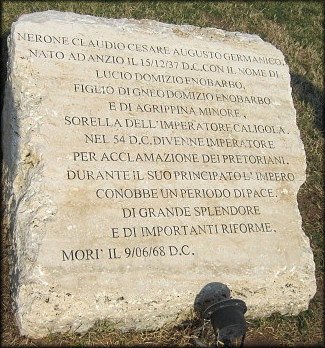 NERONE CLAUDIO CESARE AUGUSTO GERMANICO,
NATO AD ANZIO IL 15/12/37 D.C. CON IL NOME DI
LUCIO DOMIZIO ENOBARBO,
FIGLIO DI GNEO DOMIZIO ENOBARBO
E DI AGRIPPINA MINORE,
SORELLA DELL'IMPERATORE CALIGOLA.
NEL 54 D.C. DIVENNE IMPERATORE
PER ACCLAMAZIONE DEI PRETORIANI.
DURANTE IL SUO PRINCIPATO L'IMPERO
CONOBBE UN PERIODO DI PACE,
DI GRANDE SPLENDORE
E DI IMPORTANTI RIFORME.
MORI' IL 9/06/68 D.C.